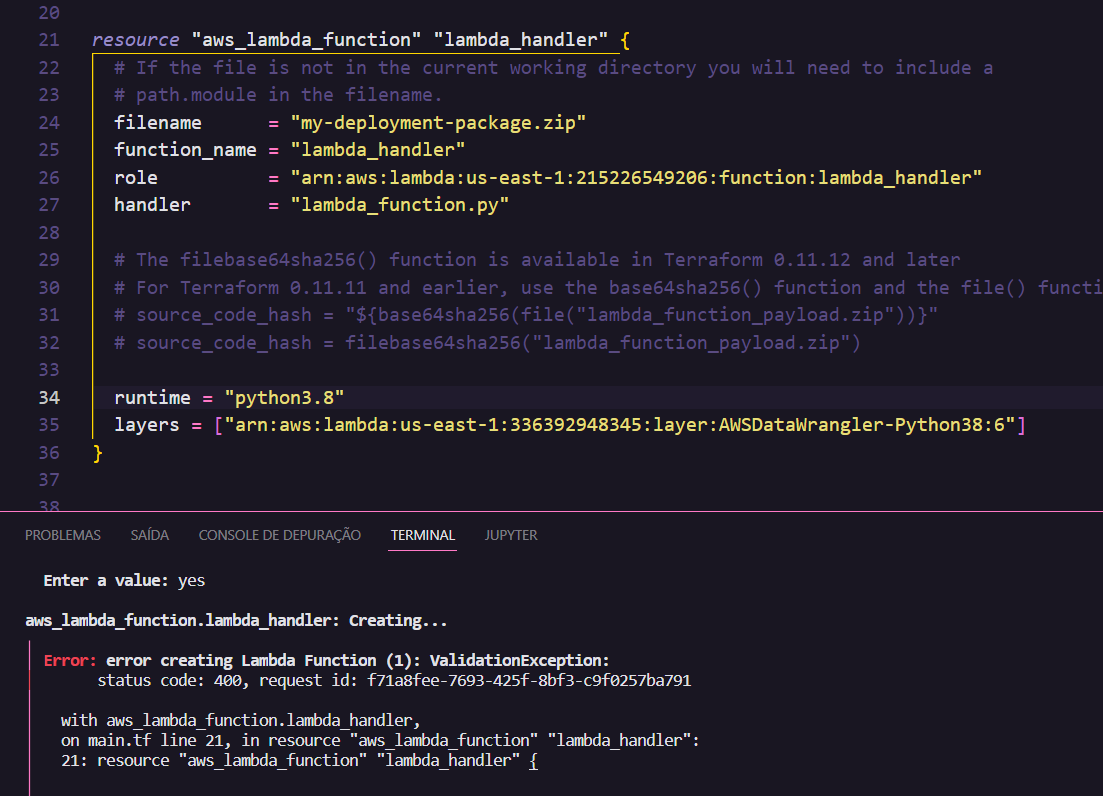 20
21 resource "aws_lambda_function" "lambda_handler" {
22 # If the file is not in the current working directory you will need to include a
23 # path.module in the filename.
24 filename = "my-deployment-package.zip"
25 function_name = "lambda_handler"
26 role = "arn:aws:lambda:us-east-1:215226549206:function:lambda_handler"
27 handler = "lambda_function.py"
28
29 # The filebase64sha256() function is available in Terraform 0.11.12 and later
30 # For Terraform 0.11.11 and earlier, use the base64sha256() function and the file() functi
31 # source_code_hash = "${base64sha256(file("lambda_function_payload.zip"))}"
32 # source_code_hash = filebase64sha256("lambda_function_payload.zip")
33
34 runtime = "python3.8"
35 layers = ["arn:aws:lambda:us-east-1:336392948345:layer:AWSDataWrangler-Python38:6"]
36 }
37
38
PROBLEMAS SAÍDA CONSOLE DE DEPURAÇÃO TERMINAL JUPYTER
Enter a value: yes
aws_lambda_function.lambda_handler: Creating...
Error: error creating Lambda Function (1): ValidationException:
status code: 400, request id: f71a8fee-7693-425f-8bf3-c9f0257ba791
with aws_lambda_function.lambda_handler,
on main.tf line 21, in resource "aws_lambda_function" "lambda_handler":
21: resource "aws_lambda_function" "lambda_handler" {